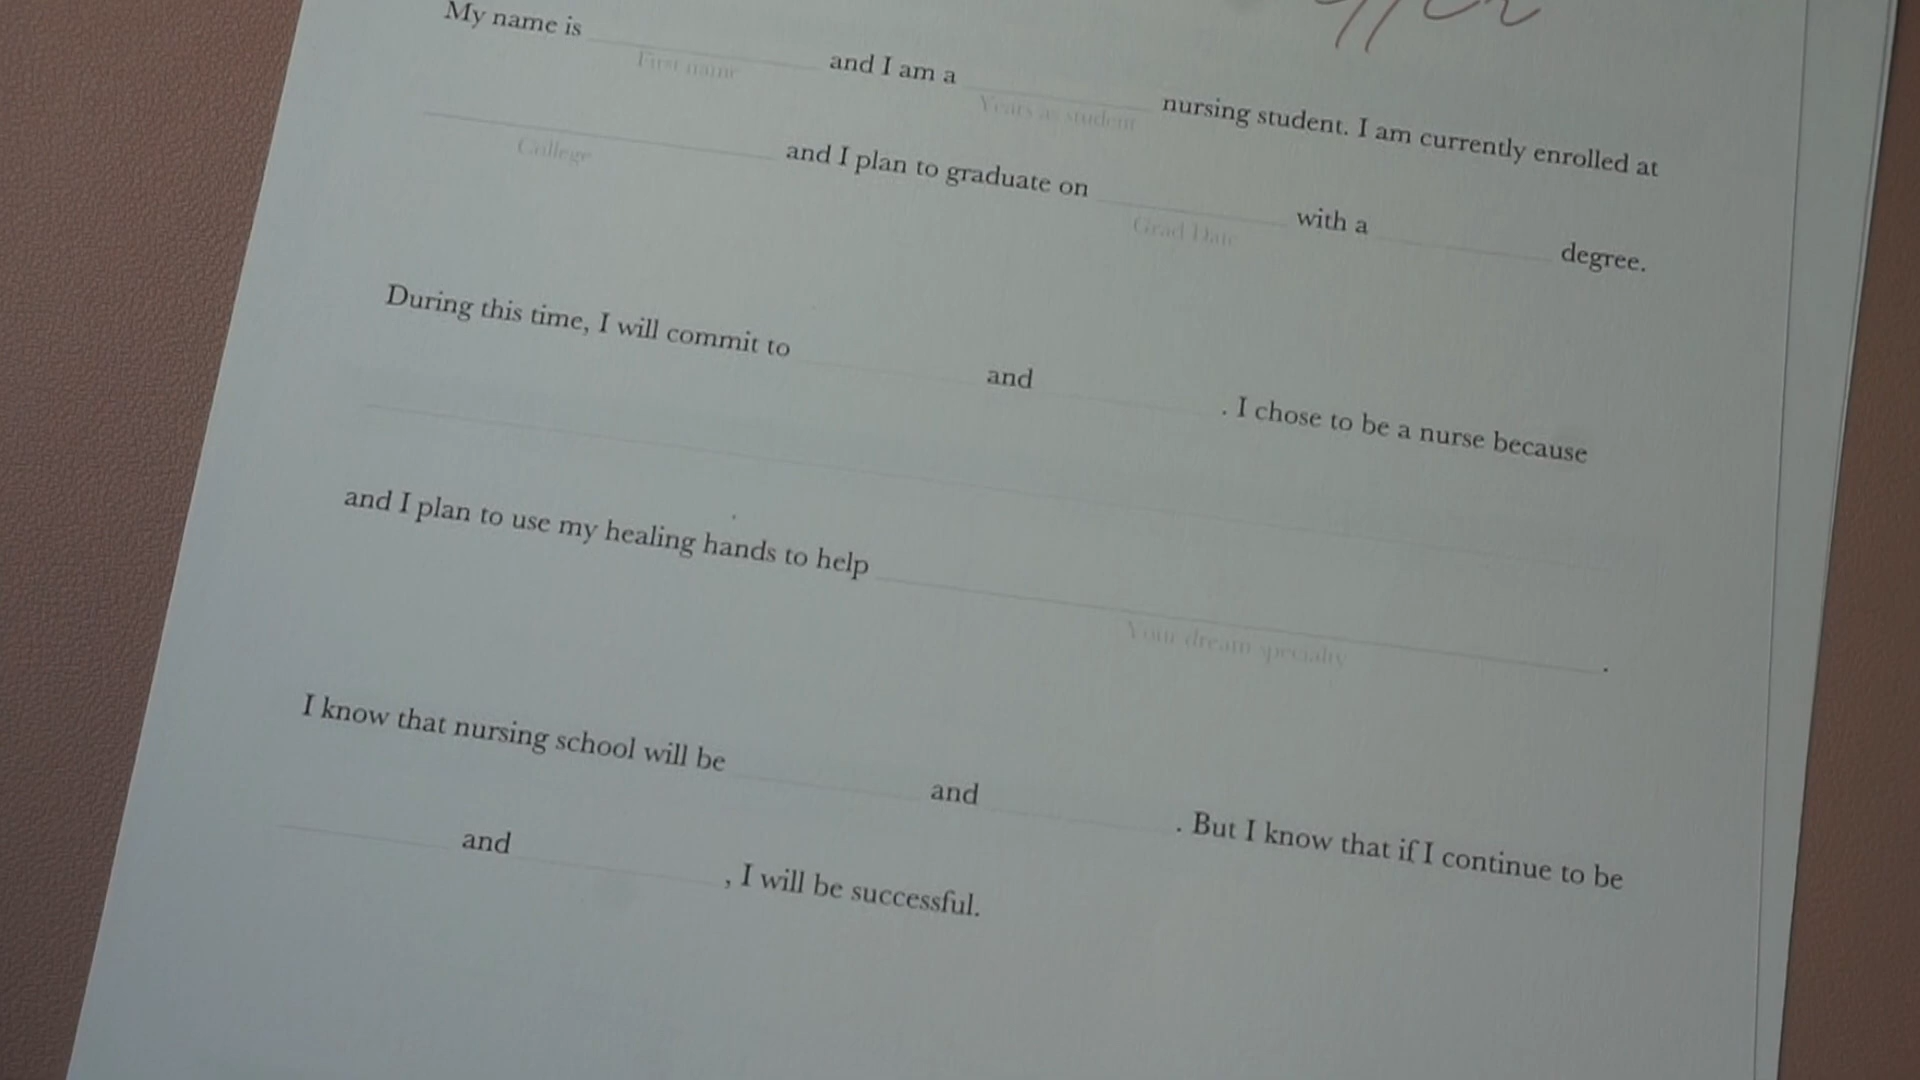 My name is and I am a nursing student. I am currently enrolled at
First name Years as student
and I plan to graduate on with a degree.
College Grad Date
During this time, I will commit to and . I chose to be a nurse because
and I plan to use my healing hands to help .
Your dream specialty
I know that nursing school will be and . But I know that if I continue to be
and , I will be successful.